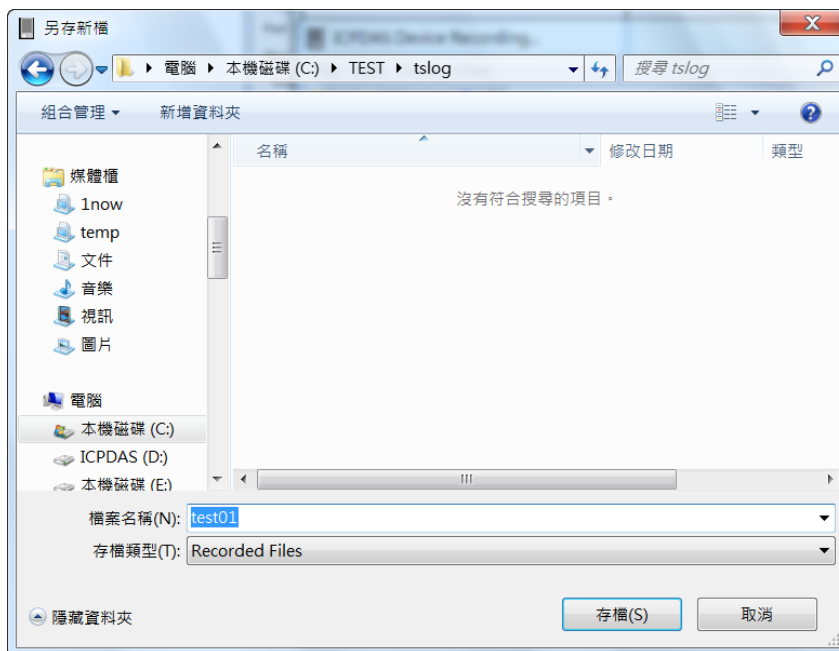 另存新檔
ICPDAS Device Recording...
電腦 本機磁碟 (C:) TEST tslog 搜尋 tslog
組合管理 新增資料夾
名稱 修改日期 類型
沒有符合搜尋的項目。
媒體櫃
1now
temp
文件
音樂
視訊
圖片
電腦
本機磁碟 (C:)
ICPDAS (D:)
本機磁碟 (E:)
檔案名稱(N): test01
存檔類型(T): Recorded Files
隱藏資料夾 存檔(S) 取消